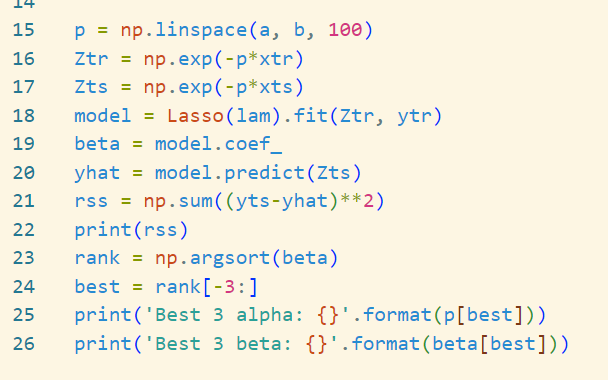 14
15 p = np.linspace(a, b, 100)
16 Ztr = np.exp(-p*xtr)
17 Zts = np.exp(-p*xts)
18 model = Lasso(lam).fit(Ztr, ytr)
19 beta = model.coef_
20 yhat = model.predict(Zts)
21 rss = np.sum((yts-yhat)**2)
22 print(rss)
23 rank = np.argsort(beta)
24 best = rank[-3:]
25 print('Best 3 alpha: {}'.format(p[best]))
26 print('Best 3 beta: {}'.format(beta[best]))